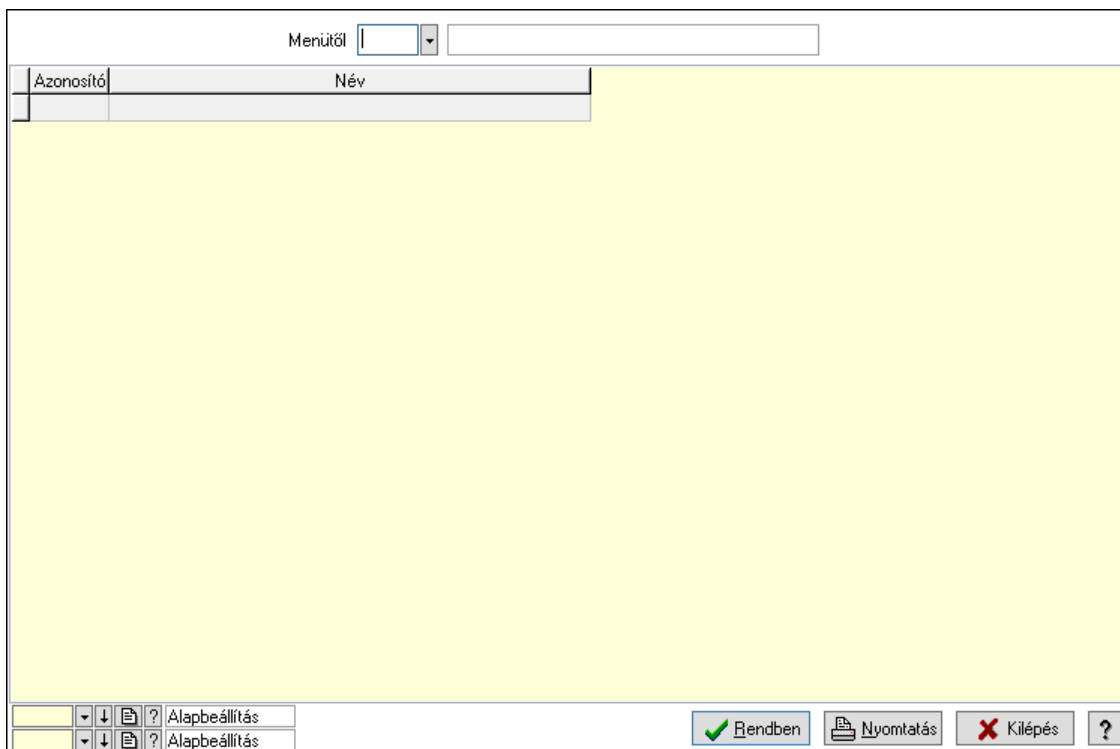 Menütől
Azonosító Név
? Alapbeállítás
? Alapbeállítás
Rendben Nyomtatás Kilépés ?